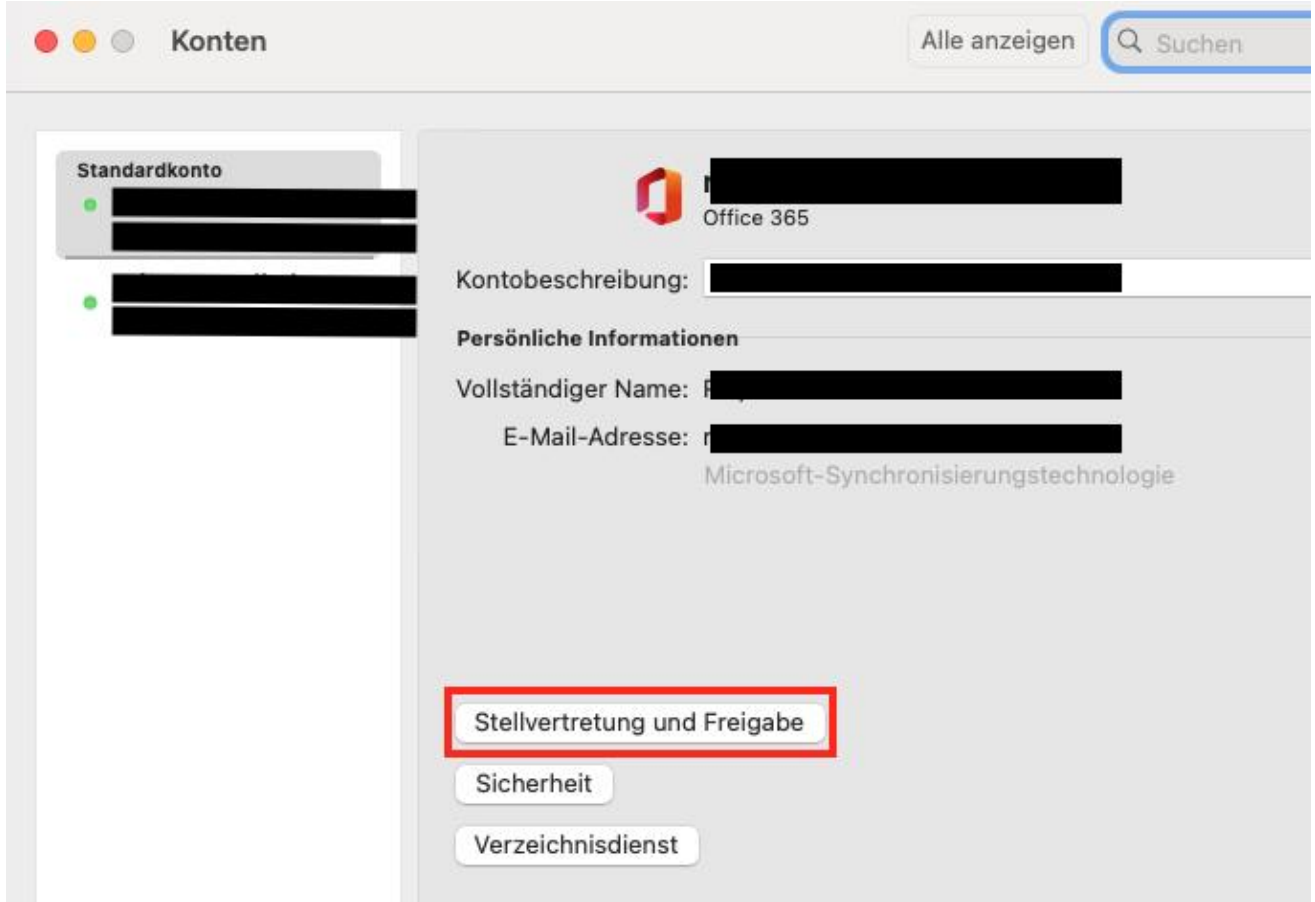 Konten
Alle anzeigen
Suchen
Standardkonto
Office 365
Kontobeschreibung:
Persönliche Informationen
Vollständiger Name:
E-Mail-Adresse:
Microsoft-Synchronisierungstechnologie
Stellvertretung und Freigabe
Sicherheit
Verzeichnisdienst